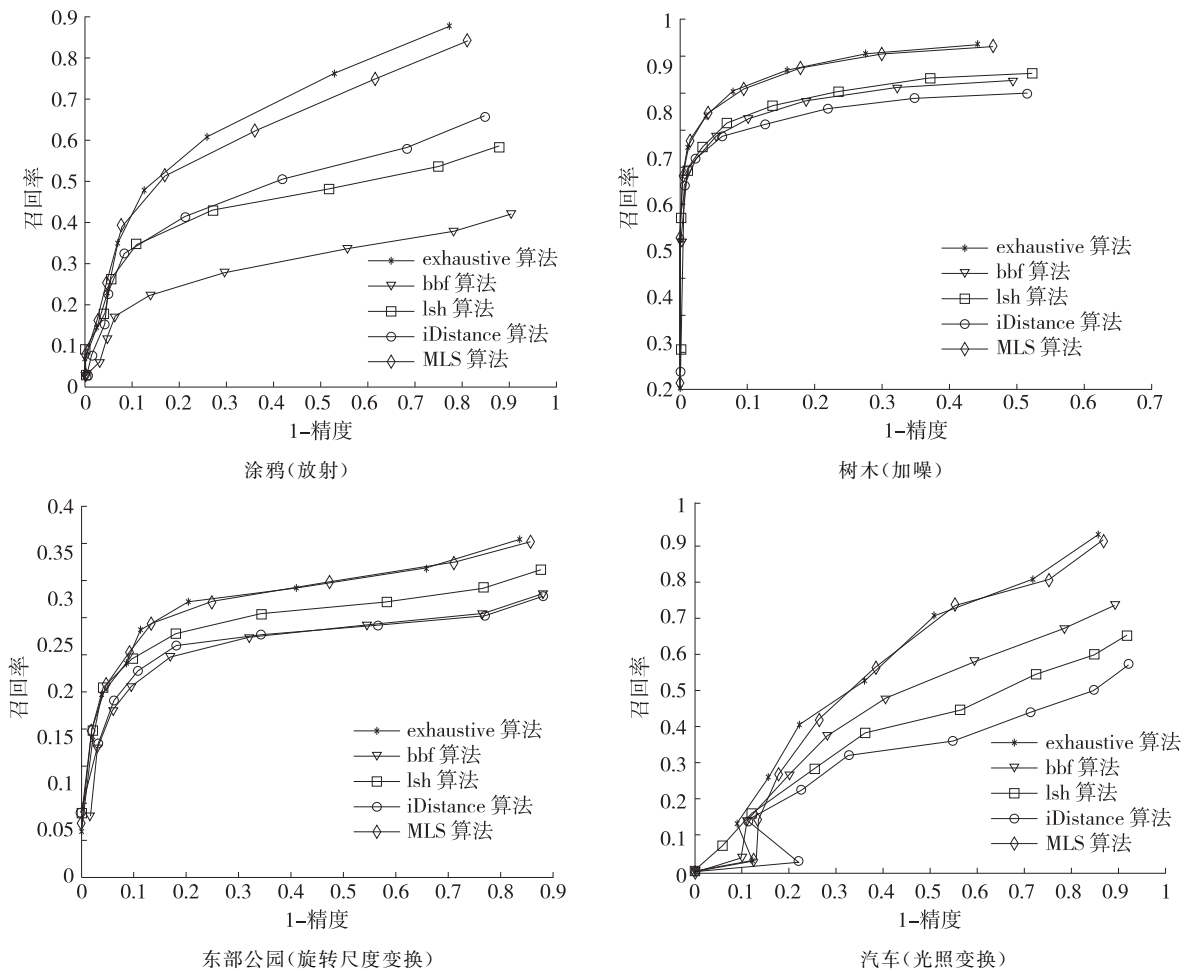 0.9
0.8
0.7
0.6
0.5
0.4
0.3
0.2
0.1
0
召回率
exhaustive 算法
bbf 算法
lsh 算法
iDistance 算法
MLS 算法
0 0.1 0.2 0.3 0.4 0.5 0.6 0.7 0.8 0.9 1
1-精度
涂鸦(放射)
1
0.9
0.8
0.7
0.6
0.5
0.4
0.3
0.2
召回率
exhaustive 算法
bbf 算法
lsh 算法
iDistance 算法
MLS 算法
0 0.1 0.2 0.3 0.4 0.5 0.6 0.7
1-精度
树木(加噪)
0.4
0.35
0.3
0.25
0.2
0.15
0.1
0.05
0
召回率
exhaustive 算法
bbf 算法
lsh 算法
iDistance 算法
MLS 算法
0 0.1 0.2 0.3 0.4 0.5 0.6 0.7 0.8 0.9
1-精度
东部公园(旋转尺度变换)
1
0.9
0.8
0.7
0.6
0.5
0.4
0.3
0.2
0.1
0
召回率
exhaustive 算法
bbf 算法
lsh 算法
iDistance 算法
MLS 算法
0 0.1 0.2 0.3 0.4 0.5 0.6 0.7 0.8 0.9 1
1-精度
汽车(光照变换)